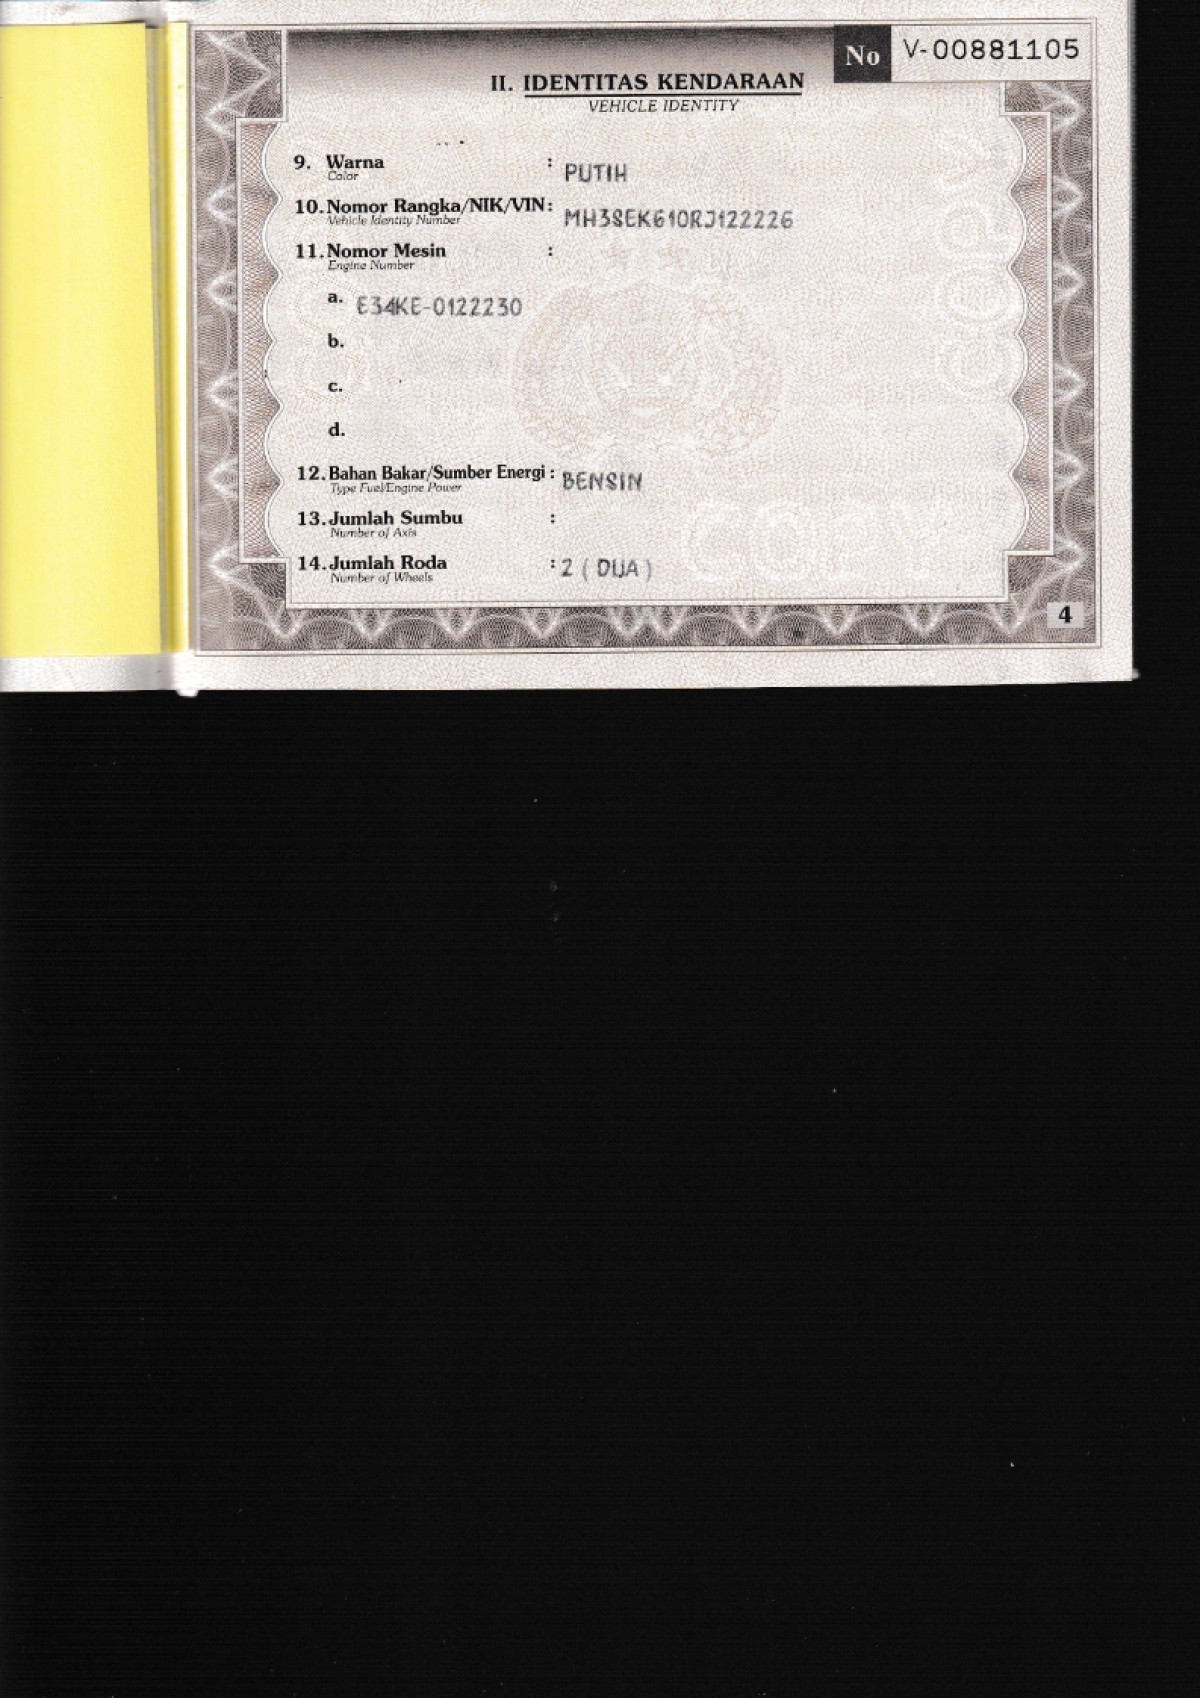 No V-00881105
II. IDENTITAS KENDARAAN
VEHICLE IDENTITY
9. Warna : PUTIH
Color
10. Nomor Rangka/NIK/VIN : MH3SEK610RJ122226
Vehicle Identity Number
11. Nomor Mesin :
Engine Number
a. E34KE-0122230
b.
c.
d.
12. Bahan Bakar/Sumber Energi : BENSIN
Type Fuel/Engine Power
13. Jumlah Sumbu :
Number of Axis
14. Jumlah Roda : 2 ( DUA )
Number of Wheels
4